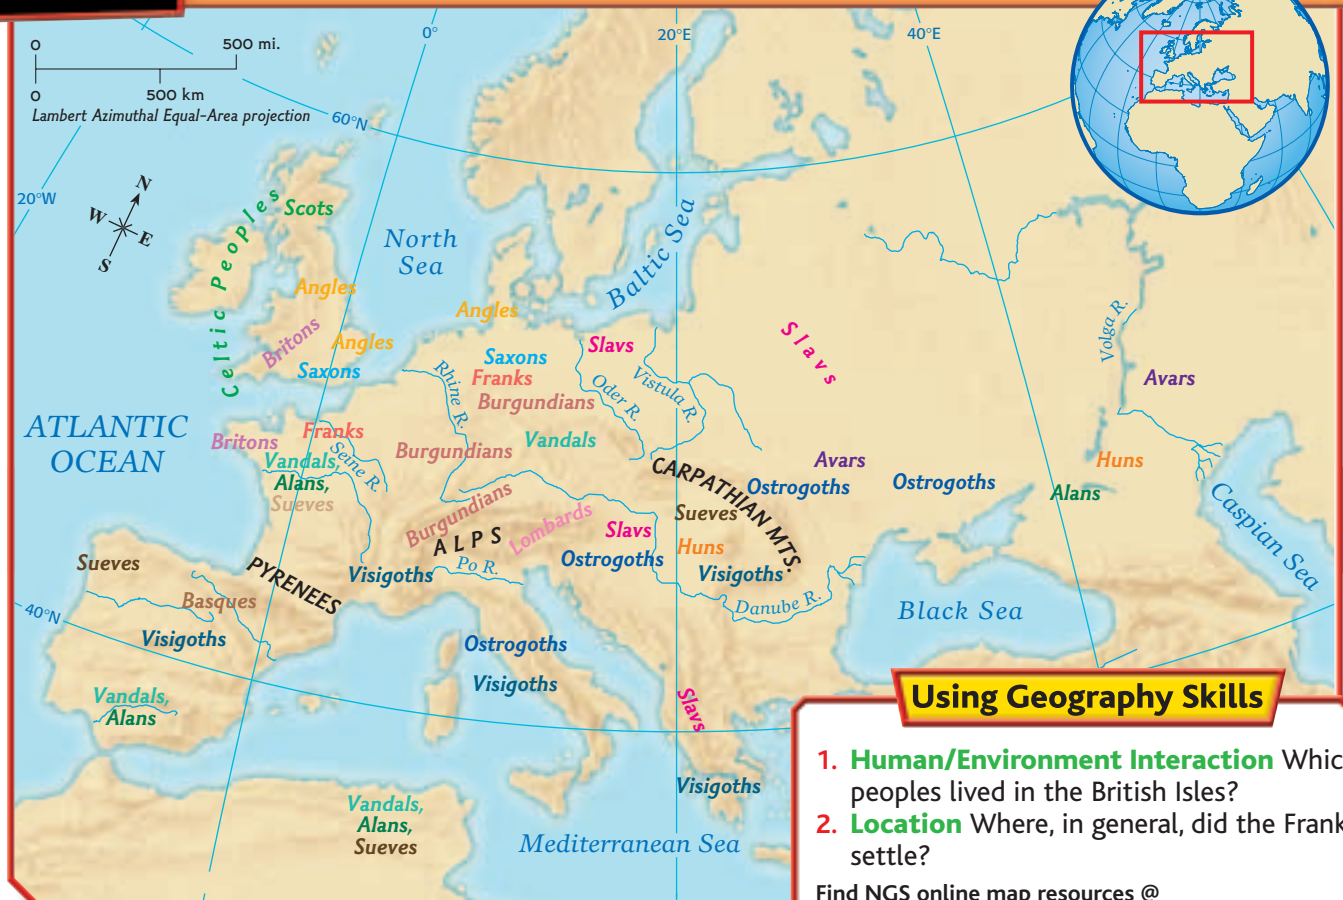 0 500 mi.
0 500 km
Lambert Azimuthal Equal-Area projection
0°
20°E
40°E
60°N
20°W
40°N
N
W
E
S
Celtic Peoples
Scots
North
Sea
Baltic Sea
Angles
Angles
Britons
Angles
Saxons
Saxons
Franks
Burgundians
Slavs
Slavs
Rhine R.
Oder R.
Vistula R.
Volga R.
Avars
ATLANTIC
OCEAN
Britons
Franks
Vandals,
Alans,
Sueves
Seine R.
Burgundians
Vandals
Burgundians
ALPS
Lombards
CARPATHIAN MTS.
Avars
Ostrogoths
Ostrogoths
Huns
Alans
Caspian Sea
Sueves
Huns
Visigoths
Slavs
Ostrogoths
Danube R.
Black Sea
Sueves
Basques
PYRENEES
Visigoths
Visigoths
Po R.
Vandals,
Alans
Ostrogoths
Visigoths
Slavs
Visigoths
Vandals,
Alans,
Sueves
Mediterranean Sea
Using Geography Skills
1. Human/Environment Interaction Whic
peoples lived in the British Isles?
2. Location Where, in general, did the Frank
settle?
Find NGS online map resources @